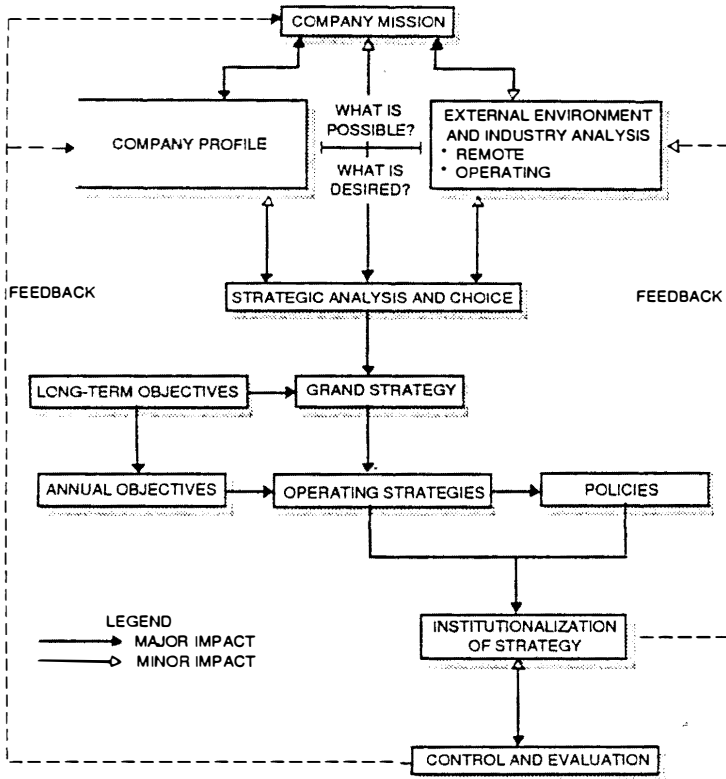 COMPANY MISSION
COMPANY PROFILE
WHAT IS
POSSIBLE?
WHAT IS
DESIRED?
EXTERNAL ENVIRONMENT
AND INDUSTRY ANALYSIS
• REMOTE
• OPERATING
FEEDBACK
STRATEGIC ANALYSIS AND CHOICE
FEEDBACK
LONG-TERM OBJECTIVES
GRAND STRATEGY
ANNUAL OBJECTIVES
OPERATING STRATEGIES
POLICIES
LEGEND
MAJOR IMPACT
MINOR IMPACT
INSTITUTIONALIZATION
OF STRATEGY
CONTROL AND EVALUATION